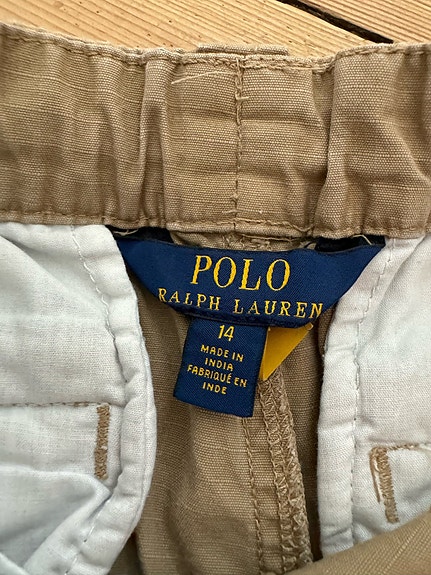 POLO
RALPH LAUREN
14
MADE IN
INDIA
FABRIQUÉ EN
INDE